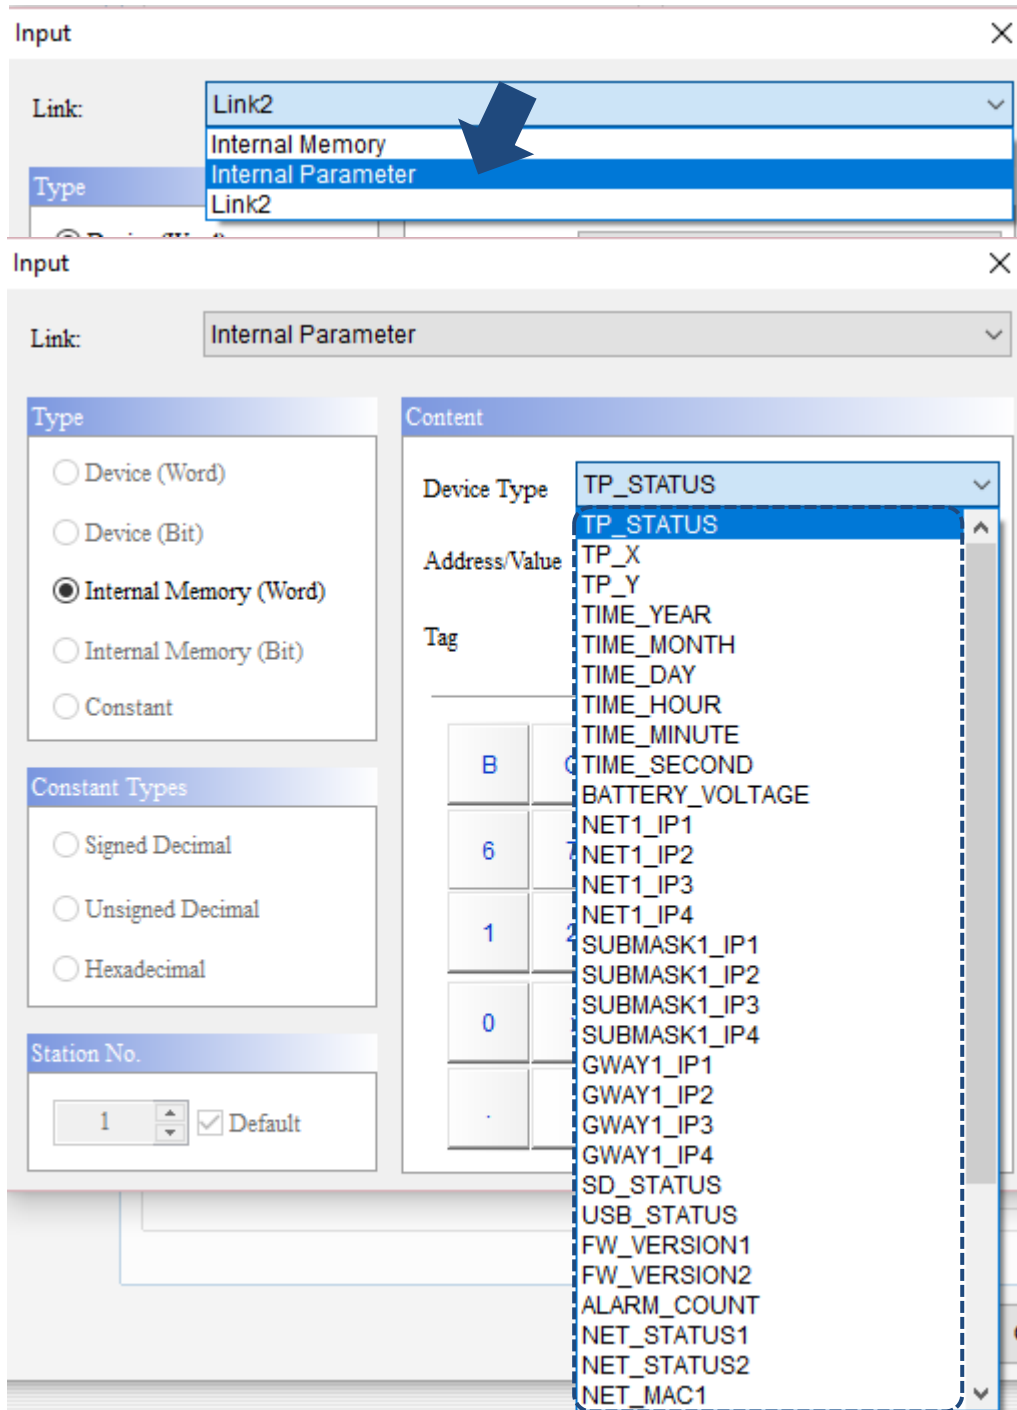 Input
Link:
Link2
Internal Memory
Internal Parameter
Link2
Type
Input
Link:
Internal Parameter
Type
Device (Word)
Device (Bit)
Internal Memory (Word)
Internal Memory (Bit)
Constant
Constant Types
Signed Decimal
Unsigned Decimal
Hexadecimal
Station No.
1
Default
Content
Device Type
TP_STATUS
Address/Value
Tag
B
6
1
2
0
.
TP_STATUS
TP_X
TP_Y
TIME_YEAR
TIME_MONTH
TIME_DAY
TIME_HOUR
TIME_MINUTE
TIME_SECOND
BATTERY_VOLTAGE
NET1_IP1
NET1_IP2
NET1_IP3
NET1_IP4
SUBMASK1_IP1
SUBMASK1_IP2
SUBMASK1_IP3
SUBMASK1_IP4
GWAY1_IP1
GWAY1_IP2
GWAY1_IP3
GWAY1_IP4
SD_STATUS
USB_STATUS
FW_VERSION1
FW_VERSION2
ALARM_COUNT
NET_STATUS1
NET_STATUS2
NET_MAC1